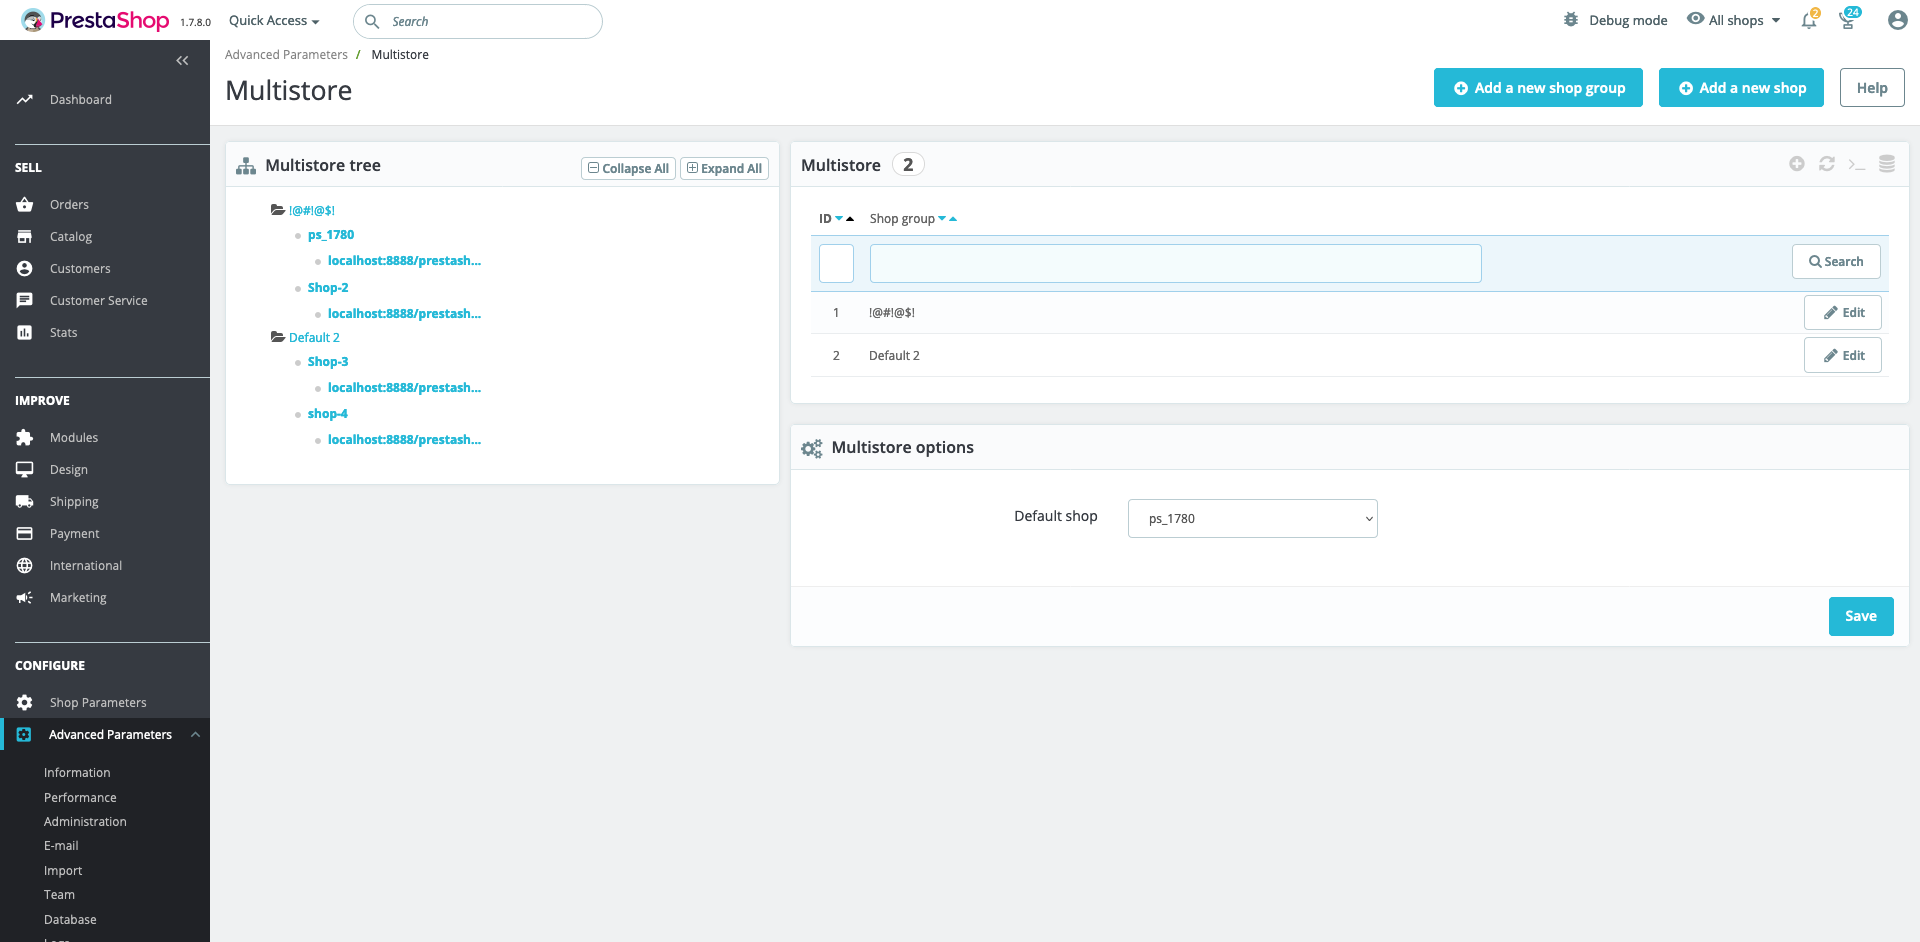 PrestaShop 1.7.8.0 Quick Access Search Debug mode All shops 2 24
Advanced Parameters / Multistore
Multistore
Add a new shop group Add a new shop Help
Dashboard
SELL
Orders
Catalog
Customers
Customer Service
Stats
IMPROVE
Modules
Design
Shipping
Payment
International
Marketing
CONFIGURE
Shop Parameters
Advanced Parameters
Information
Performance
Administration
E-mail
Import
Team
Database
Multistore tree Collapse All Expand All
!@#!@$!
ps_1780
localhost:8888/prestash...
Shop-2
localhost:8888/prestash...
Default 2
Shop-3
localhost:8888/prestash...
shop-4
localhost:8888/prestash...
Multistore 2
ID Shop group
Search
1 !@#!@$! Edit
2 Default 2 Edit
Multistore options
Default shop ps_1780
Save